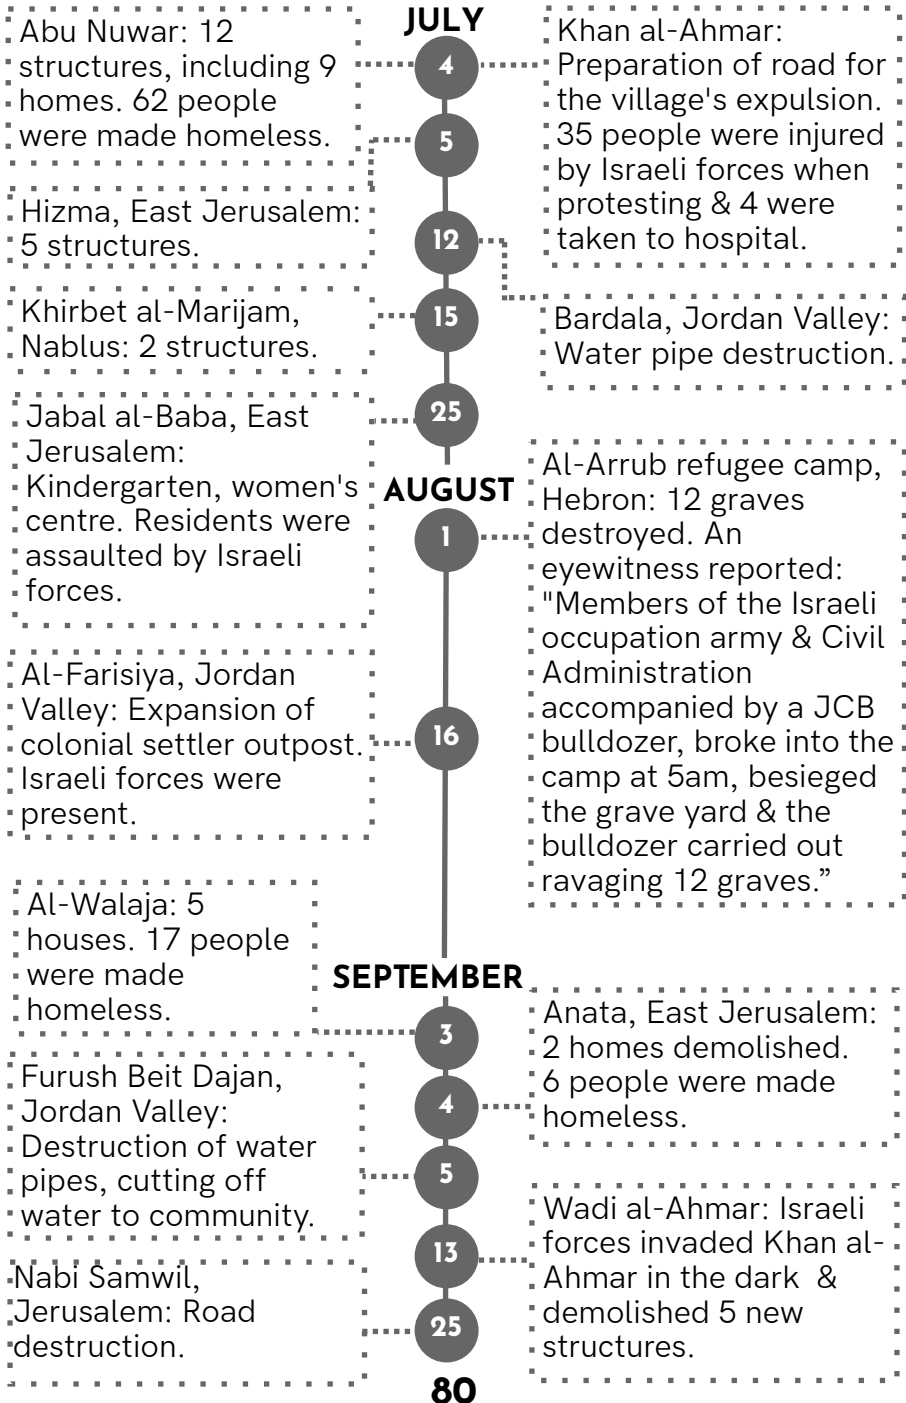 JULY
4
Abu Nuwar: 12
structures, including 9
homes. 62 people
were made homeless.
Khan al-Ahmar:
Preparation of road for
the village's expulsion.
35 people were injured
by Israeli forces when
protesting & 4 were
taken to hospital.
5
Hizma, East Jerusalem:
5 structures.
12
Bardala, Jordan Valley:
Water pipe destruction.
15
Khirbet al-Marijam,
Nablus: 2 structures.
25
Jabal al-Baba, East
Jerusalem:
Kindergarten, women's
centre. Residents were
assaulted by Israeli
forces.
AUGUST
1
Al-Arrub refugee camp,
Hebron: 12 graves
destroyed. An
eyewitness reported:
"Members of the Israeli
occupation army & Civil
Administration
accompanied by a JCB
bulldozer, broke into the
camp at 5am, besieged
the grave yard & the
bulldozer carried out
ravaging 12 graves.”
16
Al-Farisiya, Jordan
Valley: Expansion of
colonial settler outpost.
Israeli forces were
present.
SEPTEMBER
3
Al-Walaja: 5
houses. 17 people
were made
homeless.
4
Anata, East Jerusalem:
2 homes demolished.
6 people were made
homeless.
5
Furush Beit Dajan,
Jordan Valley:
Destruction of water
pipes, cutting off
water to community.
13
Wadi al-Ahmar: Israeli
forces invaded Khan al-
Ahmar in the dark &
demolished 5 new
structures.
25
Nabi Samwil,
Jerusalem: Road
destruction.
80